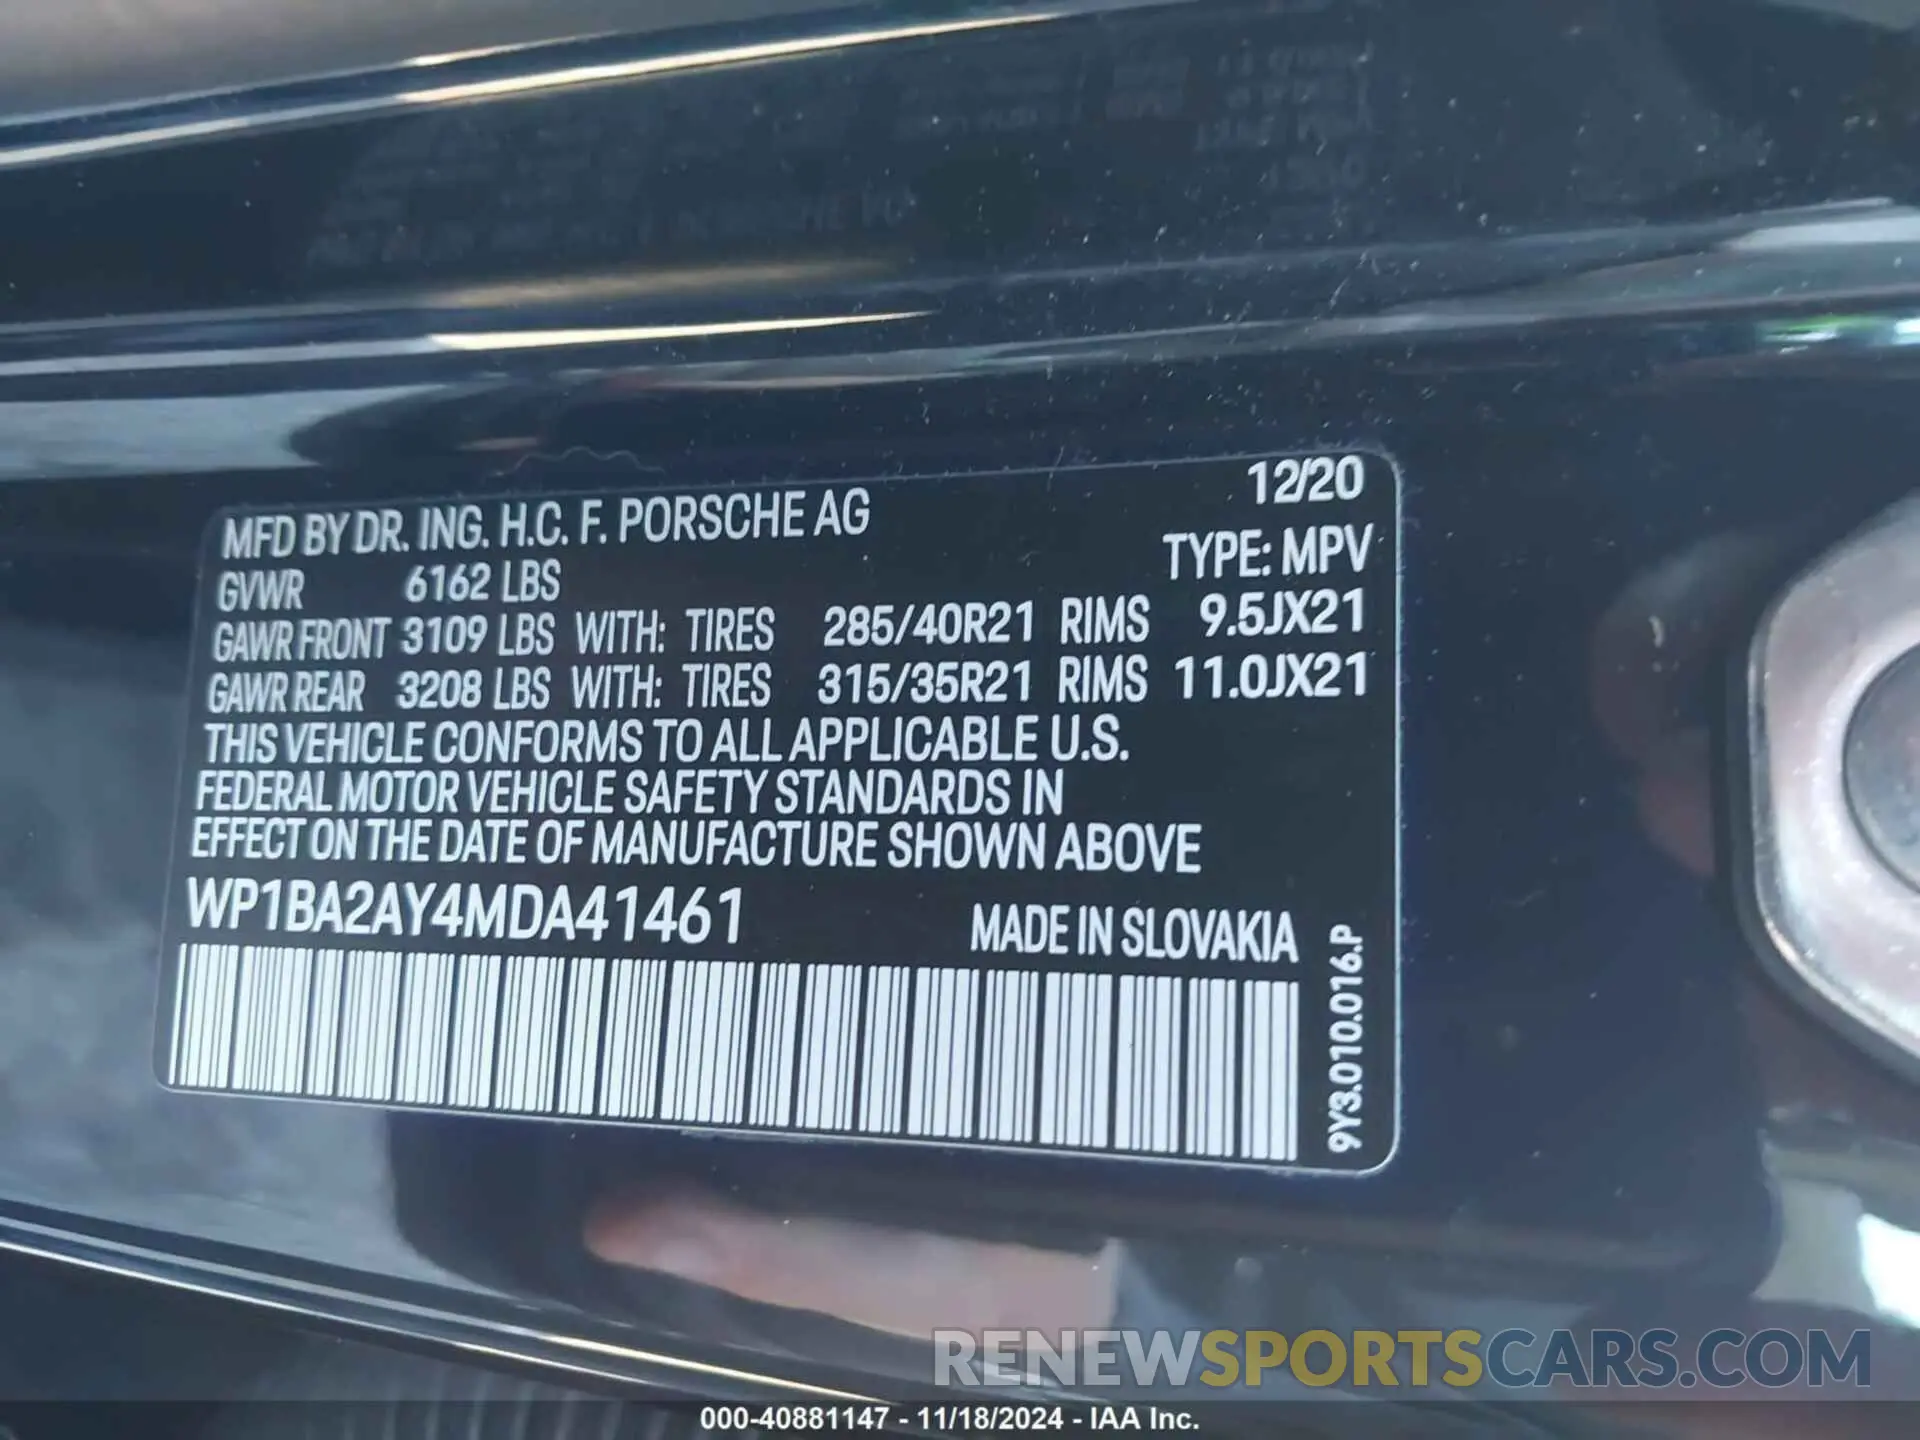 MFD BY DR. ING. H.C. F. PORSCHE AG 12/20
GVWR 6162 LBS TYPE: MPV
GAWR FRONT 3109 LBS WITH: TIRES 285/40R21 RIMS 9.5JX21
GAWR REAR 3208 LBS WITH: TIRES 315/35R21 RIMS 11.0JX21
THIS VEHICLE CONFORMS TO ALL APPLICABLE U.S.
FEDERAL MOTOR VEHICLE SAFETY STANDARDS IN
EFFECT ON THE DATE OF MANUFACTURE SHOWN ABOVE
WP1BA2AY4MDA41461 MADE IN SLOVAKIA
9Y3.010.016.P
RENEWSPORTSCARS.COM
000-40881147 - 11/18/2024 - IAA Inc.